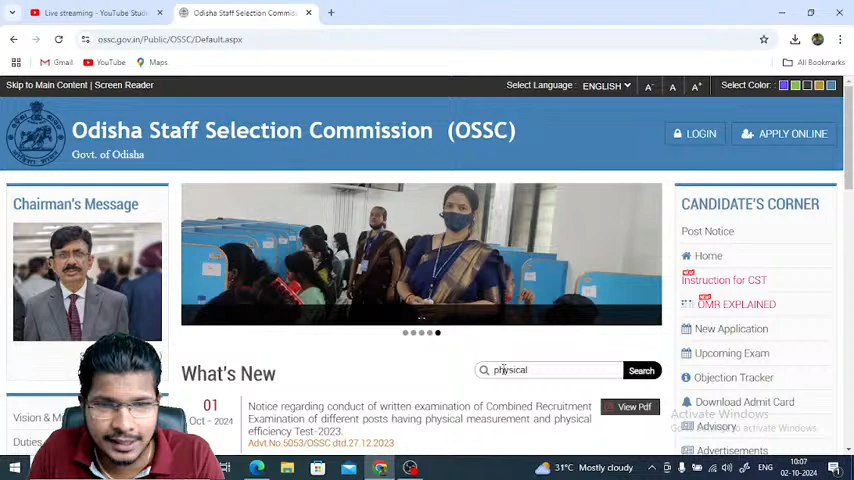 Live streaming - YouTube Studi
Odisha Staff Selection Commiss
ossc.gov.in/Public/OSSC/Default.aspx
Gmail
YouTube
Maps
All Bookmarks
Skip to Main Content | Screen Reader
Select Language :
ENGLISH
A-
A
A+
Select Color :
Odisha Staff Selection Commission (OSSC)
Govt. of Odisha
LOGIN
APPLY ONLINE
Chairman's Message
CANDIDATE'S CORNER
Post Notice
Home
Instruction for CST
OMR EXPLAINED
New Application
Upcoming Exam
Objection Tracker
Download Admit Card
Advisory
Advertisements
What's New
physical
Search
01
Oct - 2024
Notice regarding conduct of written examination of Combined Recruitment
Examination of different posts having physical measurement and physical
efficiency Test-2023.
Advt.No.5053/OSSC dtd.27.12.2023
View Pdf
Vision & M
Duties
Activate Windows
to activate Windows.
31°C Mostly cloudy
ENG
10:07
02-10-2024